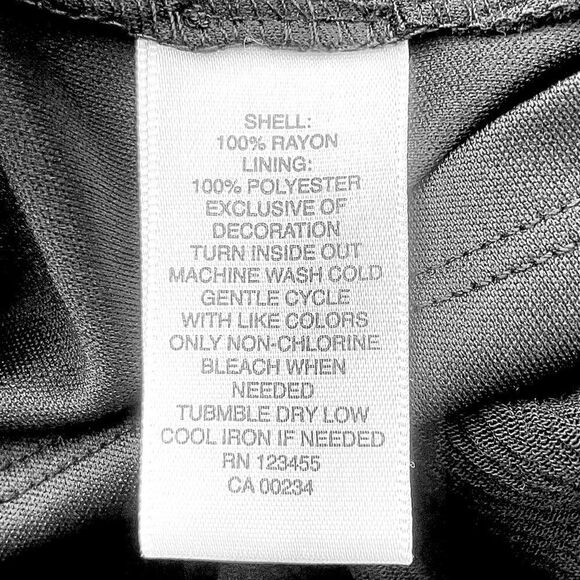 SHELL:
100% RAYON
LINING:
100% POLYESTER
EXCLUSIVE OF
DECORATION
TURN INSIDE OUT
MACHINE WASH COLD
GENTLE CYCLE
WITH LIKE COLORS
ONLY NON-CHLORINE
BLEACH WHEN
NEEDED
TUBMBLE DRY LOW
COOL IRON IF NEEDED
RN 123455
CA 00234